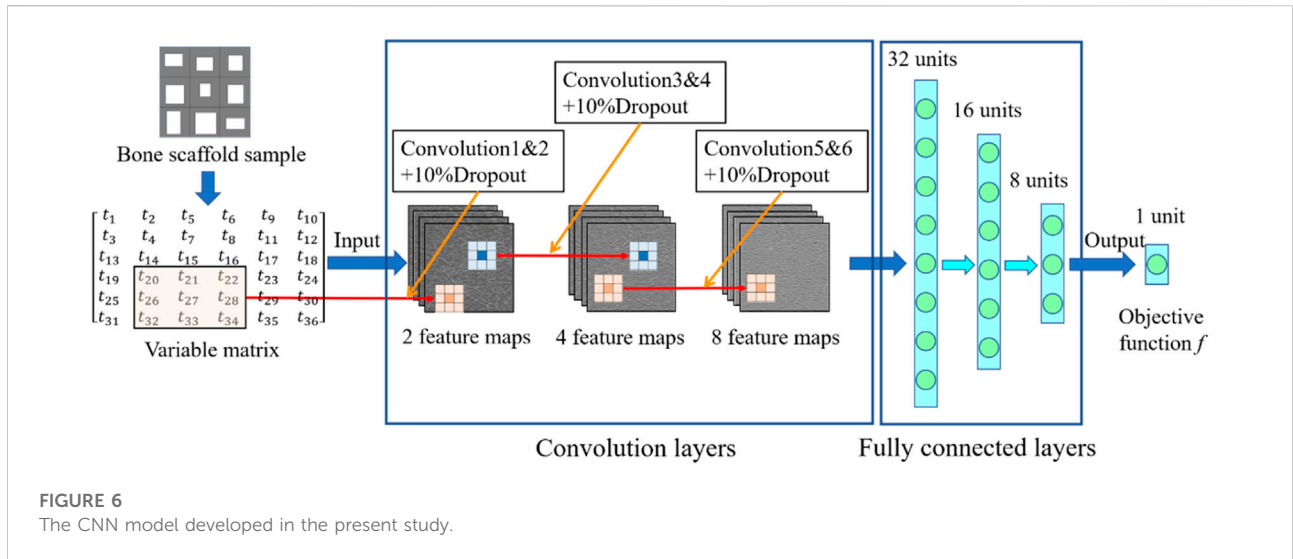 Bone scaffold sample
t1 t2 t5 t6 t9 t10
t3 t4 t7 t8 t11 t12
t13 t14 t15 t16 t17 t18
t19 t20 t21 t22 t23 t24
t25 t26 t27 t28 t29 t30
t31 t32 t33 t34 t35 t36
Variable matrix
Input
Convolution1&2
+10%Dropout
Convolution3&4
+10%Dropout
Convolution5&6
+10%Dropout
2 feature maps
4 feature maps
8 feature maps
Convolution layers
32 units
16 units
8 units
Output
1 unit
Objective
function f
Fully connected layers
FIGURE 6
The CNN model developed in the present study.